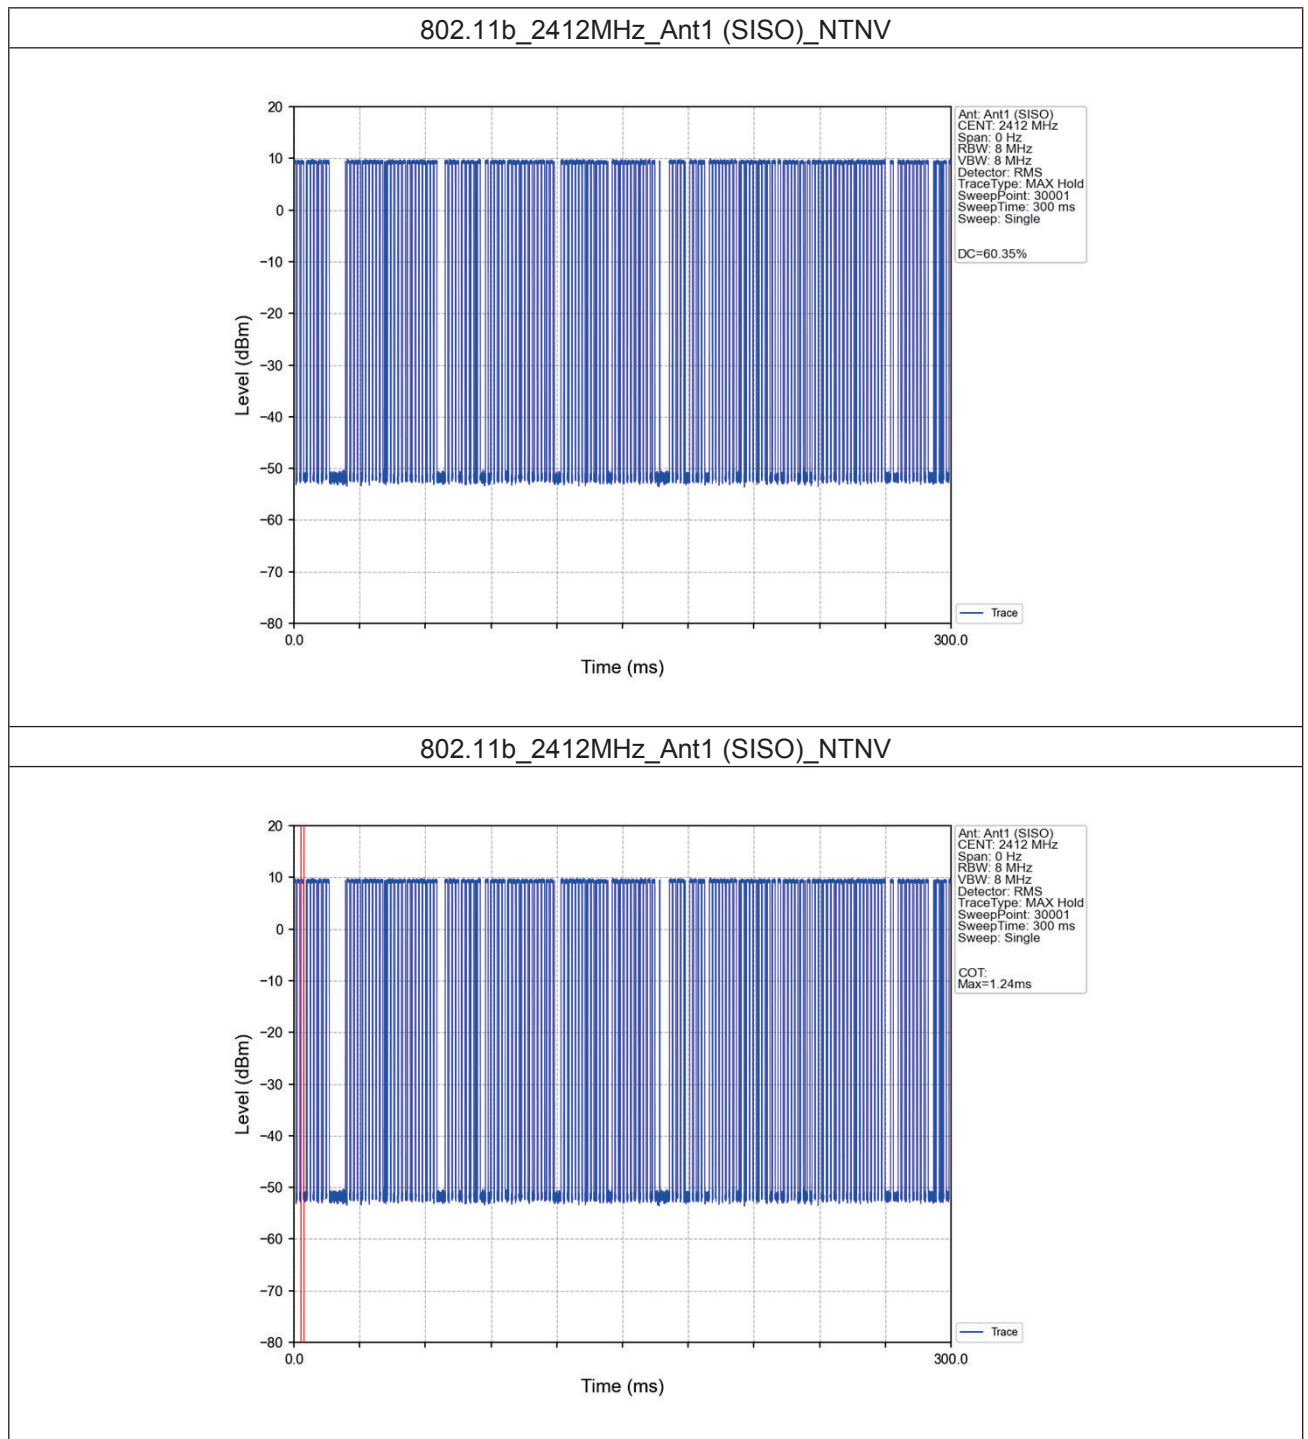 802.11b_2412MHz_Ant1 (SISO)_NTNV
20
10
0
−10
−20
−30
−40
−50
−60
−70
−80
Level (dBm)
0.0
300.0
Time (ms)
Ant: Ant1 (SISO)
CENT: 2412 MHz
Span: 0 Hz
RBW: 8 MHz
VBW: 8 MHz
Detector: RMS
TraceType: MAX Hold
SweepPoint: 30001
SweepTime: 300 ms
Sweep: Single
DC=60.35%
Trace
802.11b_2412MHz_Ant1 (SISO)_NTNV
20
10
0
−10
−20
−30
−40
−50
−60
−70
−80
Level (dBm)
0.0
300.0
Time (ms)
Ant: Ant1 (SISO)
CENT: 2412 MHz
Span: 0 Hz
RBW: 8 MHz
VBW: 8 MHz
Detector: RMS
TraceType: MAX Hold
SweepPoint: 30001
SweepTime: 300 ms
Sweep: Single
COT:
Max=1.24ms
Trace